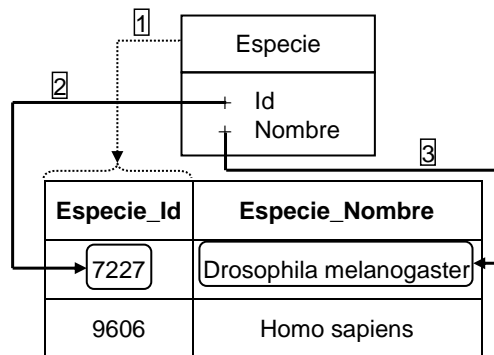 1
Especie
2
+ Id
+ Nombre
3
Especie_Id Especie_Nombre
7227 Drosophila melanogaster
9606 Homo sapiens